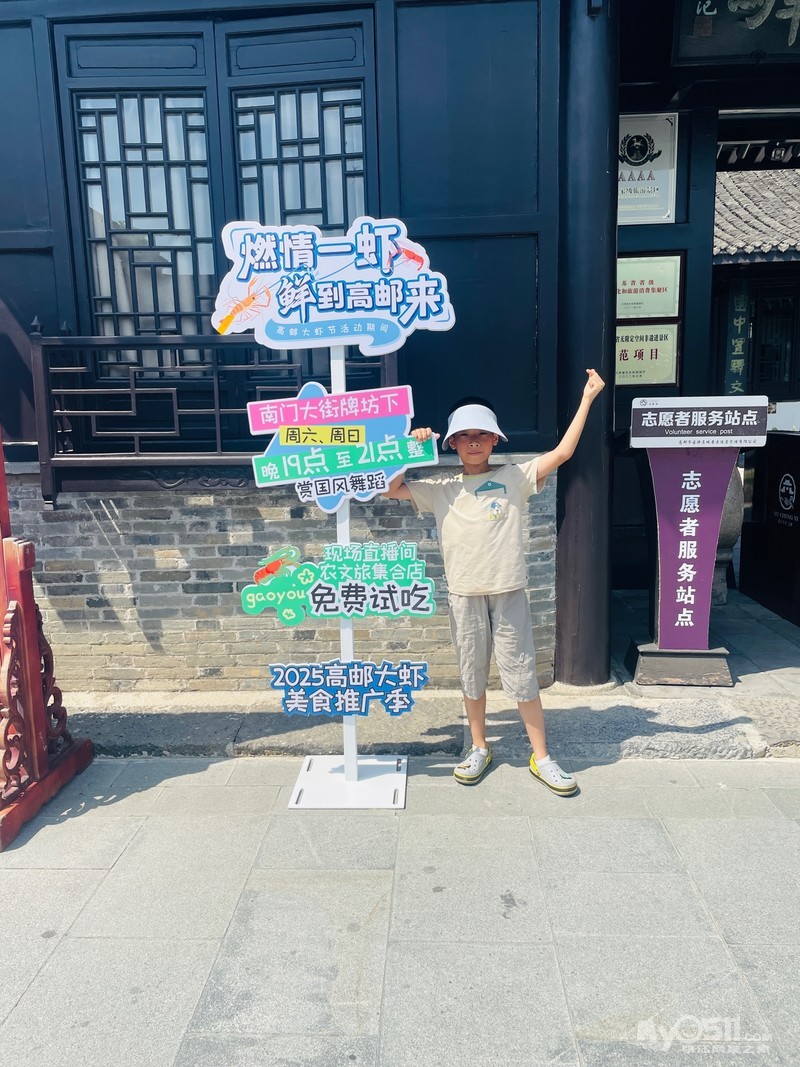 燃情一虾
鲜到高邮来
高邮大虾节活动期间
南门大街牌坊下
周六、周日
晚19点至21点整
赏国风舞蹈
现场直播间
农文旅集合店
gaoyou
免费试吃
2025高邮大虾
美食推广季
AAAA
范项目
志愿者服务站点
Volunteer service post
志愿者服务站点